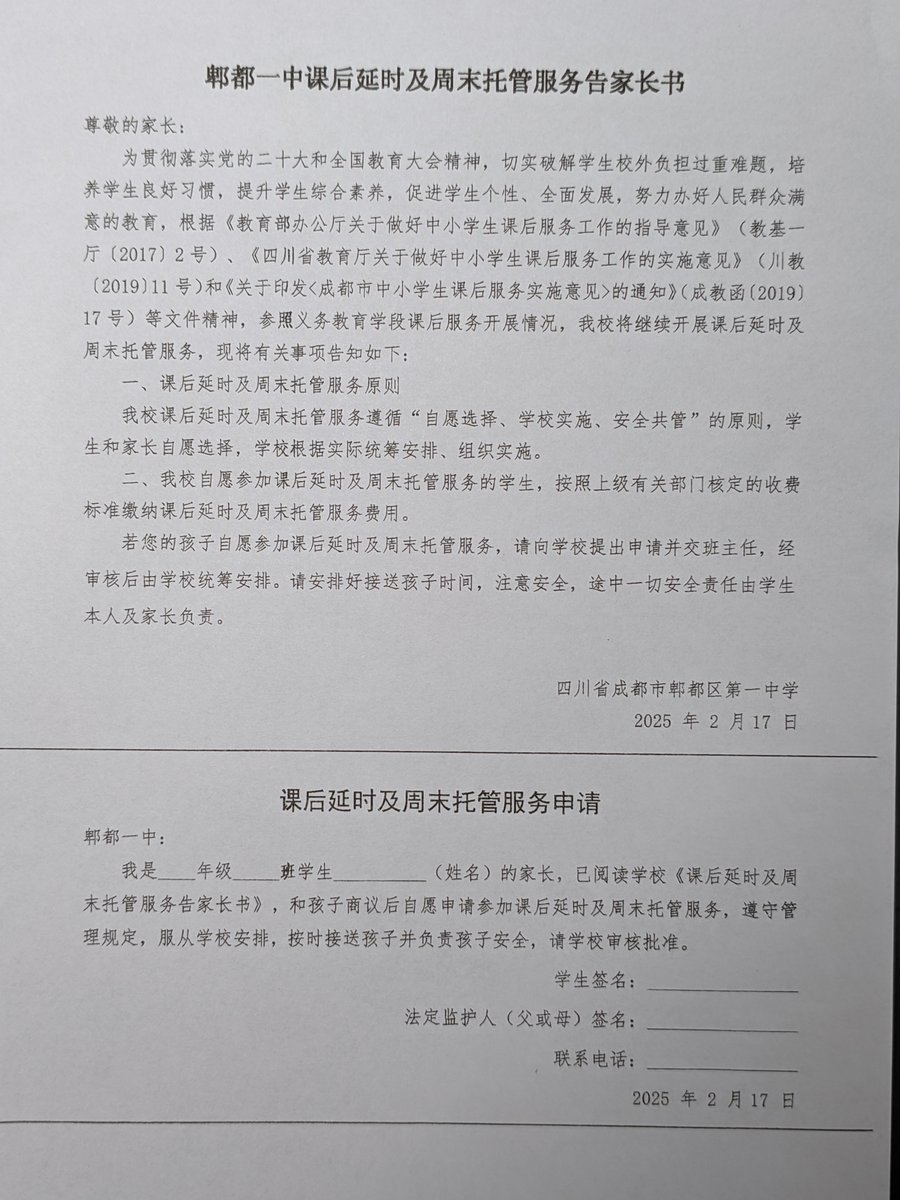 郫都一中课后延时及周末托管服务告家长书
尊敬的家长：
为贯彻落实党的二十大和全国教育大会精神，切实破解学生校外负担过重难题，培
养学生良好习惯，提升学生综合素养，促进学生个性、全面发展，努力办好人民群众满
意的教育，根据《教育部办公厅关于做好中小学生课后服务工作的指导意见》（教基一
厅〔2017〕2号）、《四川省教育厅关于做好中小学生课后服务工作的实施意见》（川教
〔2019〕11号）和《关于印发<成都市中小学生课后服务实施意见>的通知》（成教函〔2019〕
17号）等文件精神，参照义务教育学段课后服务开展情况，我校将继续开展课后延时及
周末托管服务，现将有关事项告知如下：
一、课后延时及周末托管服务原则
我校课后延时及周末托管服务遵循“自愿选择、学校实施、安全共管”的原则，学
生和家长自愿选择，学校根据实际统筹安排、组织实施。
二、我校自愿参加课后延时及周末托管服务的学生，按照上级有关部门核定的收费
标准缴纳课后延时及周末托管服务费用。
若您的孩子自愿参加课后延时及周末托管服务，请向学校提出申请并交班主任，经
审核后由学校统筹安排。请安排好接送孩子时间，注意安全，途中一切安全责任由学生
本人及家长负责。
四川省成都市郫都区第一中学
2025 年 2 月 17 日
课后延时及周末托管服务申请
郫都一中：
我是____年级_____班学生__________（姓名）的家长，已阅读学校《课后延时及周
末托管服务告家长书》，和孩子商议后自愿申请参加课后延时及周末托管服务，遵守管
理规定，服从学校安排，按时接送孩子并负责孩子安全，请学校审核批准。
学生签名：________________
法定监护人（父或母）签名：________________
联系电话：________________
2025 年 2 月 17 日